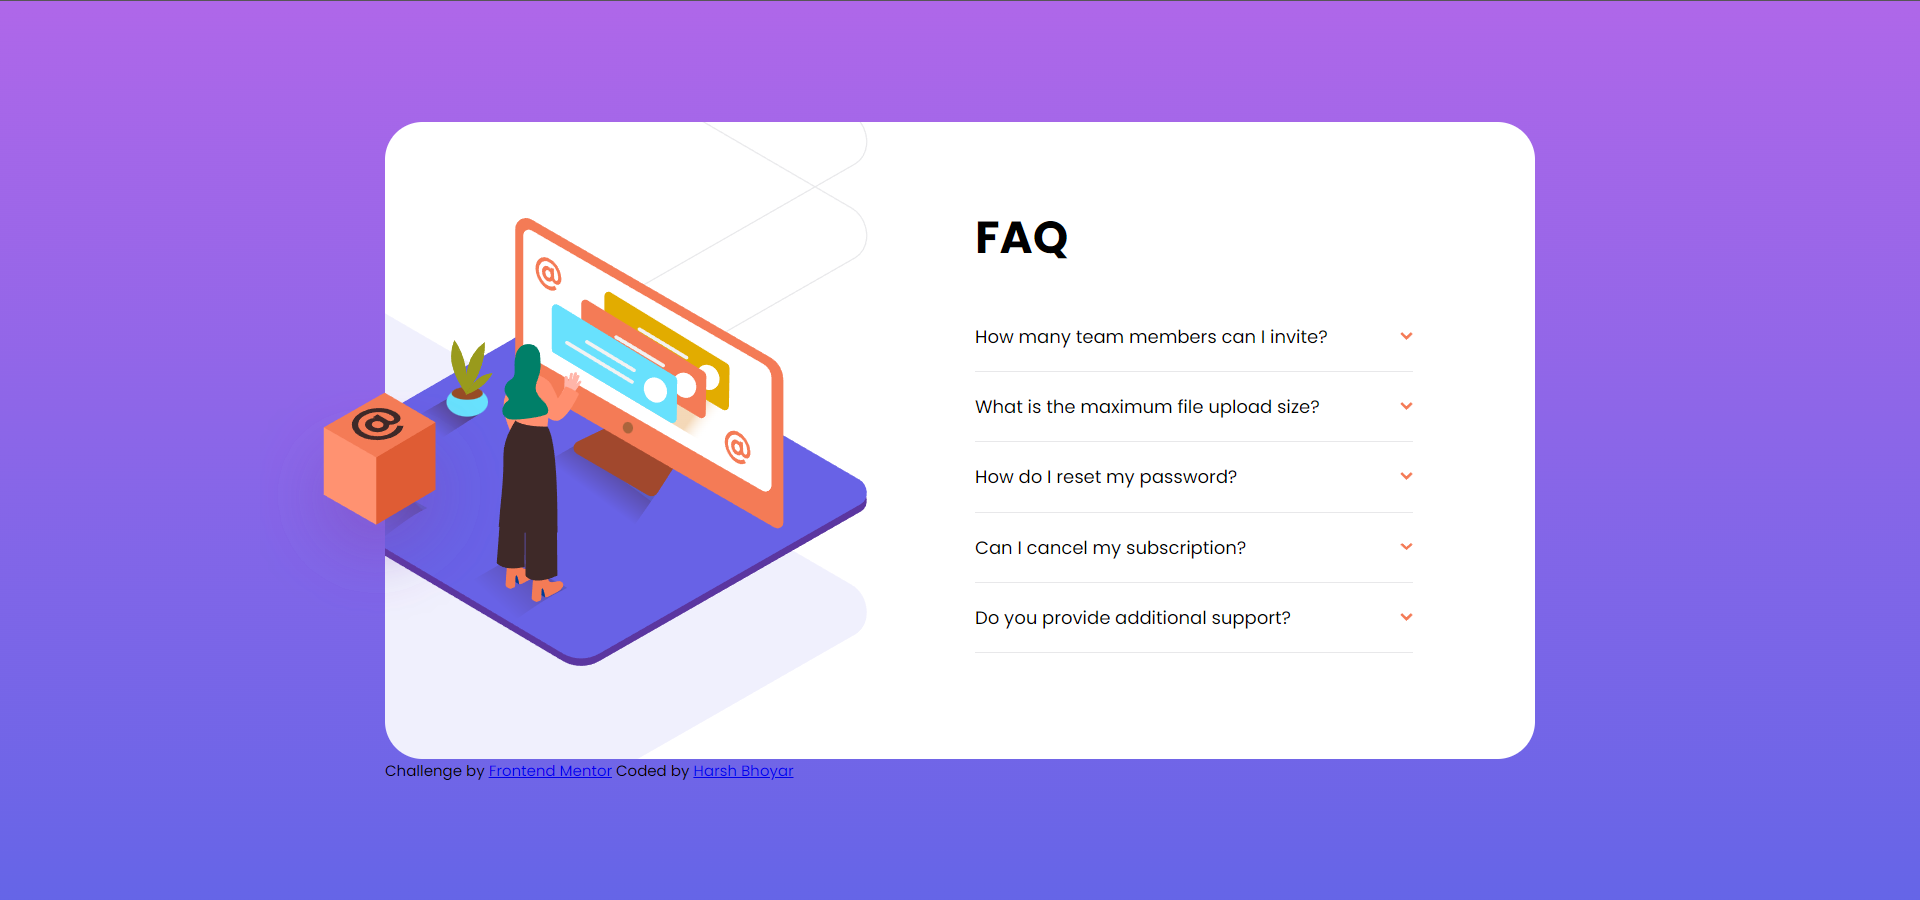 FAQ
How many team members can I invite?
What is the maximum file upload size?
How do I reset my password?
Can I cancel my subscription?
Do you provide additional support?
@
@
@
Challenge by Frontend Mentor Coded by Harsh Bhoyar